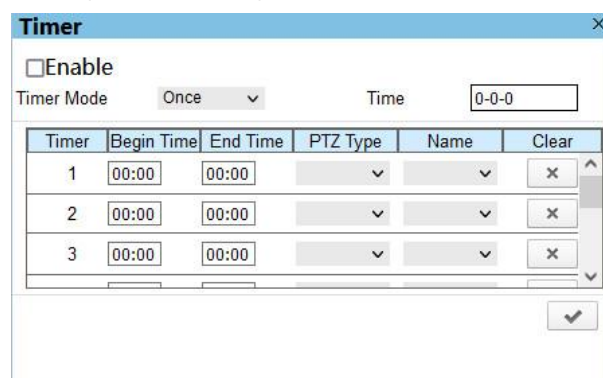 Timer
Enable
Timer Mode Once Time 0-0-0
Timer Begin Time End Time PTZ Type Name Clear
1 00:00 00:00
2 00:00 00:00
3 00:00 00:00